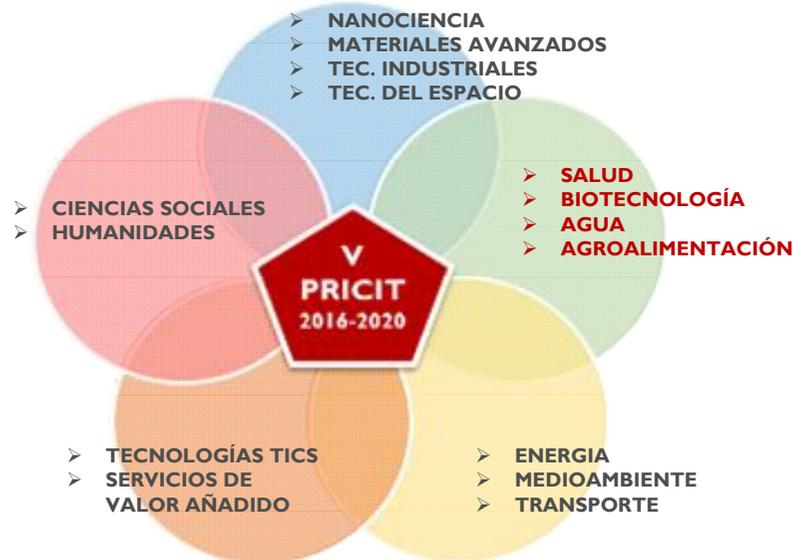 ➢ NANOCIENCIA
➢ MATERIALES AVANZADOS
➢ TEC. INDUSTRIALES
➢ TEC. DEL ESPACIO
➢ SALUD
➢ BIOTECNOLOGÍA
➢ AGUA
➢ AGROALIMENTACIÓN
➢ CIENCIAS SOCIALES
➢ HUMANIDADES
V
PRICIT
2016-2020
➢ TECNOLOGÍAS TICS
➢ SERVICIOS DE
VALOR AÑADIDO
➢ ENERGIA
➢ MEDIOAMBIENTE
➢ TRANSPORTE